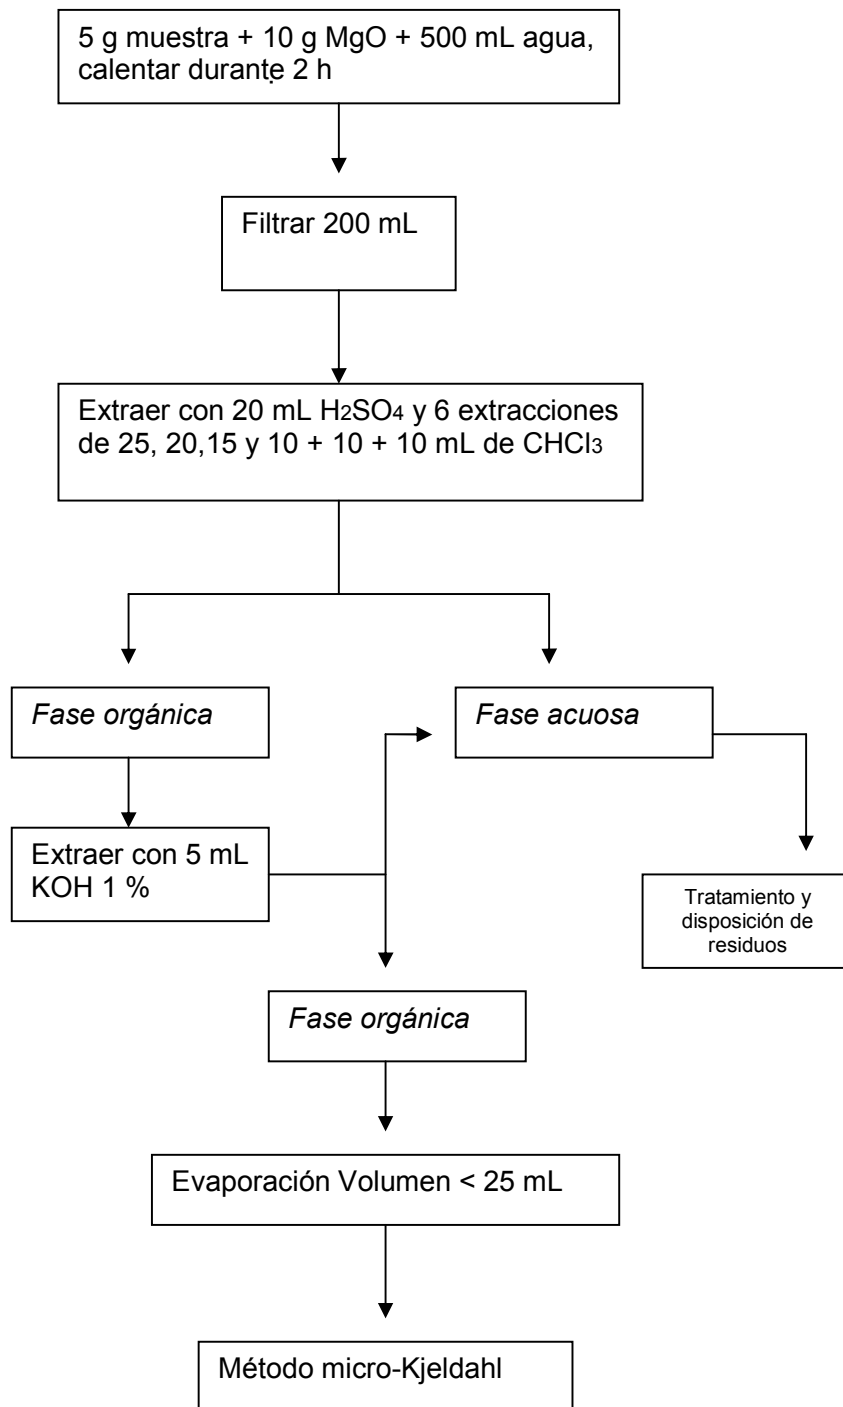 5 g muestra + 10 g MgO + 500 mL agua,
calentar durante 2 h
Filtrar 200 mL
Extraer con 20 mL H2SO4 y 6 extracciones
de 25, 20,15 y 10 + 10 + 10 mL de CHCl3
Fase orgánica
Fase acuosa
Extraer con 5 mL
KOH 1 %
Tratamiento y
disposición de
residuos
Fase orgánica
Evaporación Volumen < 25 mL
Método micro-Kjeldahl